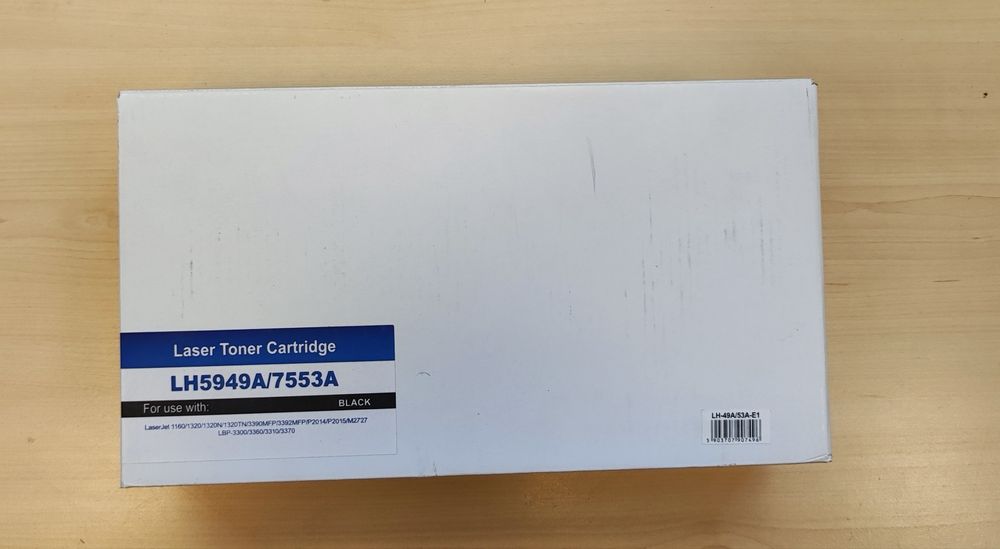 Laser Toner Cartridge
LH5949A/7553A
For use with: BLACK
LaserJet 1160/1320/1320N/1320TN/3390MFP/3392MFP/P2014/P2015/M2727
LBP-3300/3360/3310/3370
LH-49A/53A-E1
5903707907496